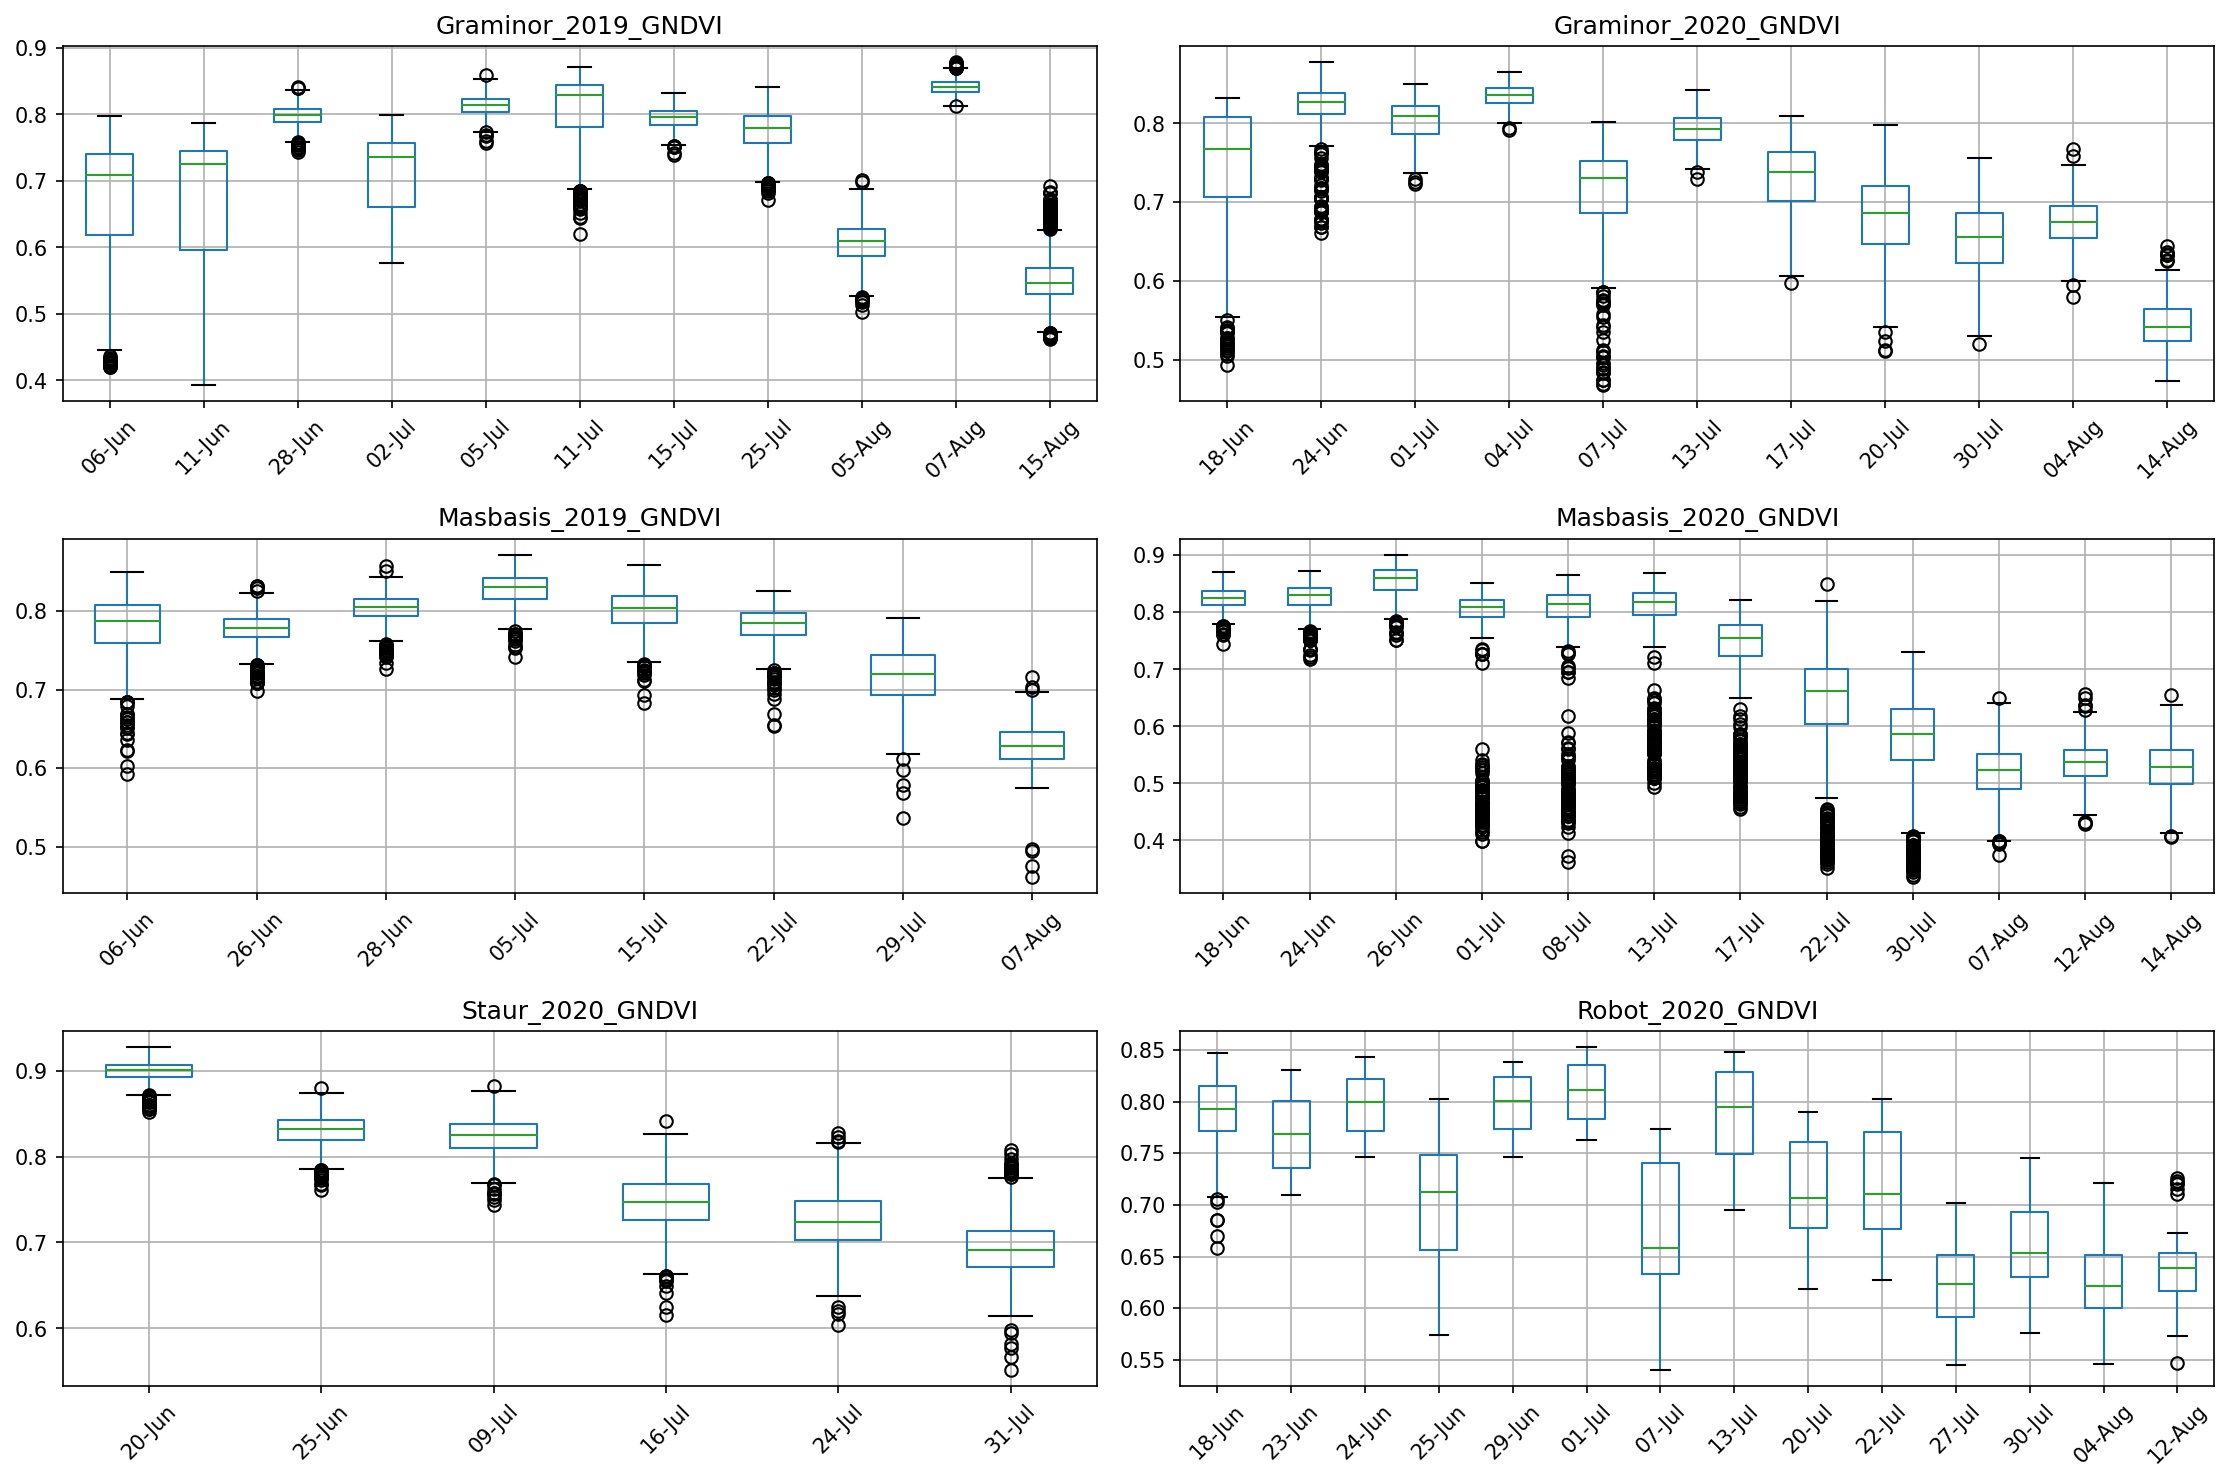 Graminor_2019_GNDVI
0.9
0.8
0.7
0.6
0.5
0.4
06-Jun 11-Jun 28-Jun 02-Jul 05-Jul 11-Jul 15-Jul 25-Jul 05-Aug 07-Aug 15-Aug
Graminor_2020_GNDVI
0.8
0.7
0.6
0.5
18-Jun 24-Jun 01-Jul 04-Jul 07-Jul 13-Jul 17-Jul 20-Jul 30-Jul 04-Aug 14-Aug
Masbasis_2019_GNDVI
0.8
0.7
0.6
0.5
06-Jun 26-Jun 28-Jun 05-Jul 15-Jul 22-Jul 29-Jul 07-Aug
Masbasis_2020_GNDVI
0.9
0.8
0.7
0.6
0.5
0.4
18-Jun 24-Jun 26-Jun 01-Jul 08-Jul 13-Jul 17-Jul 22-Jul 30-Jul 07-Aug 12-Aug 14-Aug
Staur_2020_GNDVI
0.9
0.8
0.7
0.6
20-Jun 25-Jun 09-Jul 16-Jul 24-Jul 31-Jul
Robot_2020_GNDVI
0.85
0.80
0.75
0.70
0.65
0.60
0.55
18-Jun 23-Jun 24-Jun 25-Jun 29-Jun 01-Jul 07-Jul 13-Jul 20-Jul 22-Jul 27-Jul 30-Jul 04-Aug 12-Aug